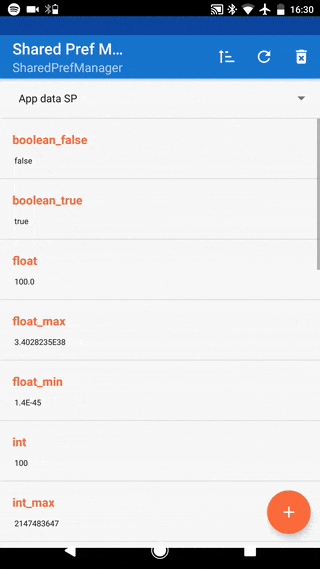 16:30
Shared Pref M...
SharedPrefManager
App data SP
boolean_false
false
boolean_true
true
float
100.0
float_max
3.4028235E38
float_min
1.4E-45
int
100
int_max
2147483647